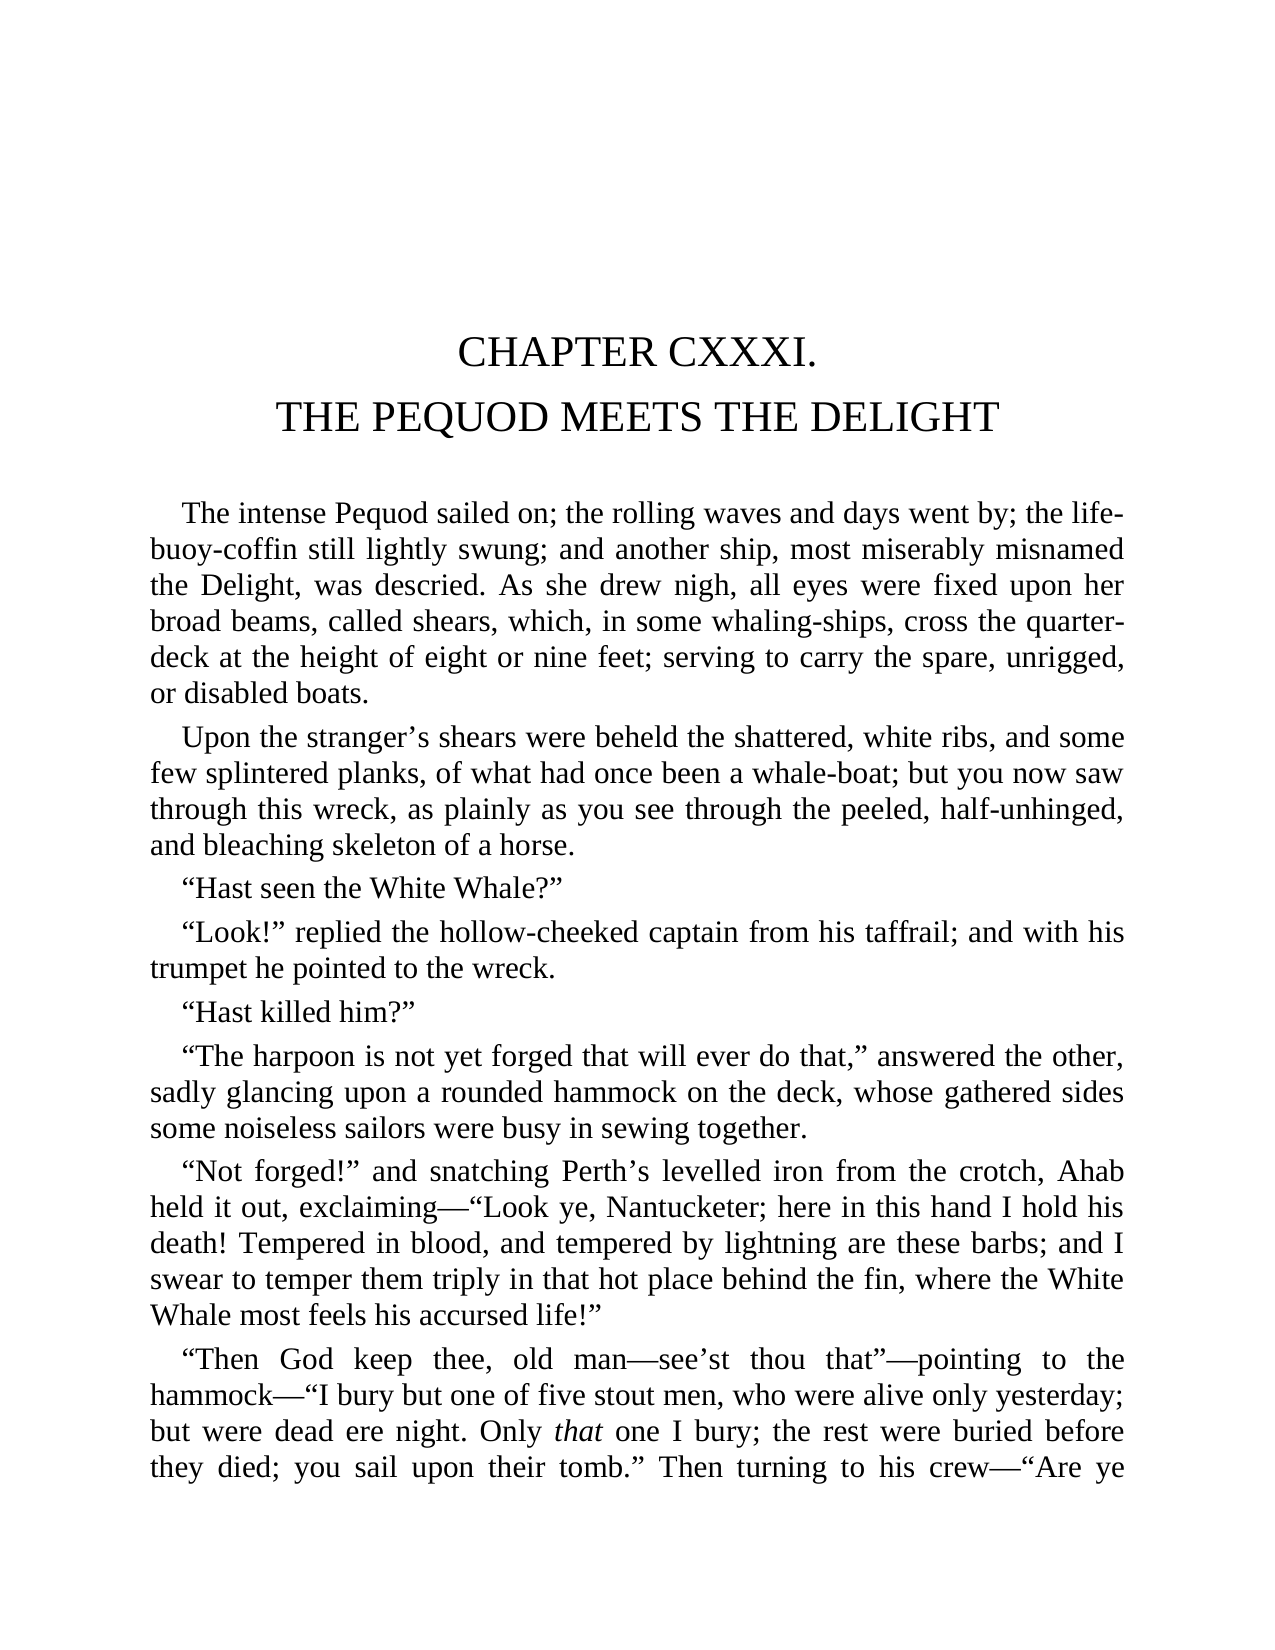 CHAPTER CXXXI.
THE PEQUOD MEETS THE DELIGHT
The intense Pequod sailed on; the rolling waves and days went by; the life-
buoy-coffin still lightly swung; and another ship, most miserably misnamed
the Delight, was descried. As she drew nigh, all eyes were fixed upon her
broad beams, called shears, which, in some whaling-ships, cross the quarter-
deck at the height of eight or nine feet; serving to carry the spare, unrigged,
or disabled boats.
Upon the stranger’s shears were beheld the shattered, white ribs, and some
few splintered planks, of what had once been a whale-boat; but you now saw
through this wreck, as plainly as you see through the peeled, half-unhinged,
and bleaching skeleton of a horse.
“Hast seen the White Whale?”
“Look!” replied the hollow-cheeked captain from his taffrail; and with his
trumpet he pointed to the wreck.
“Hast killed him?”
“The harpoon is not yet forged that will ever do that,” answered the other,
sadly glancing upon a rounded hammock on the deck, whose gathered sides
some noiseless sailors were busy in sewing together.
“Not forged!” and snatching Perth’s levelled iron from the crotch, Ahab
held it out, exclaiming—“Look ye, Nantucketer; here in this hand I hold his
death! Tempered in blood, and tempered by lightning are these barbs; and I
swear to temper them triply in that hot place behind the fin, where the White
Whale most feels his accursed life!”
“Then God keep thee, old man—see’st thou that”—pointing to the
hammock—“I bury but one of five stout men, who were alive only yesterday;
but were dead ere night. Only that one I bury; the rest were buried before
they died; you sail upon their tomb.” Then turning to his crew—“Are ye